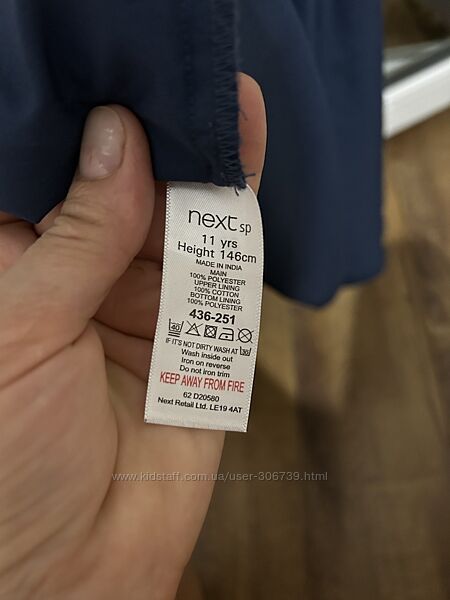 next sp
11 yrs
Height 146cm
MADE IN INDIA
MAIN
100% POLYESTER
UPPER LINING
100% COTTON
BOTTOM LINING
100% POLYESTER
436-251
40
IF IT'S NOT DIRTY WASH AT 30
Wash inside out
Iron on reverse
Do not Iron trim
KEEP AWAY FROM FIRE
62 D20580
Next Retail Ltd. LE19 4AT
www.kidstaff.com.ua/user-306739.html